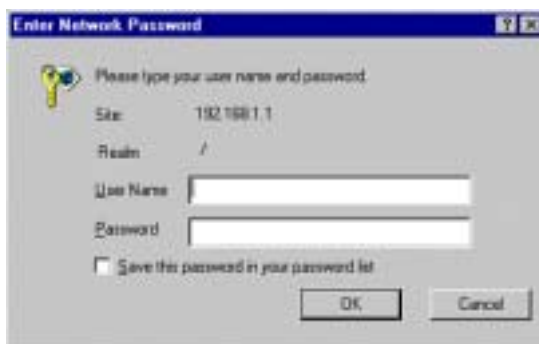 Enter Network Password
Please type your user name and password.
Site: 192.168.1.1
Realm /
User Name
Password
Save this password in your password list
OK Cancel